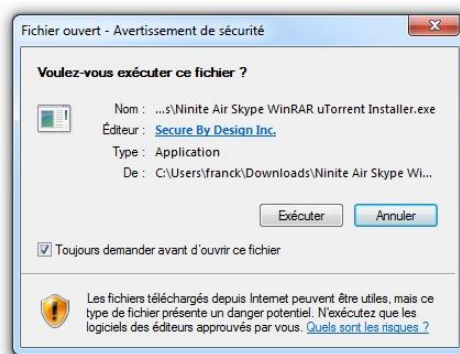 Fichier ouvert - Avertissement de sécurité
Voulez-vous exécuter ce fichier ?
Nom : ...s\Ninite Air Skype WinRAR uTorrent Installer.exe
Éditeur : Secure By Design Inc.
Type : Application
De : C:\Users\franck\Downloads\Ninite Air Skype Wi...
Exécuter Annuler
Toujours demander avant d'ouvrir ce fichier
Les fichiers téléchargés depuis Internet peuvent être utiles, mais ce
type de fichier présente un danger potentiel. N'exécutez que les
logiciels des éditeurs approuvés par vous. Quels sont les risques ?